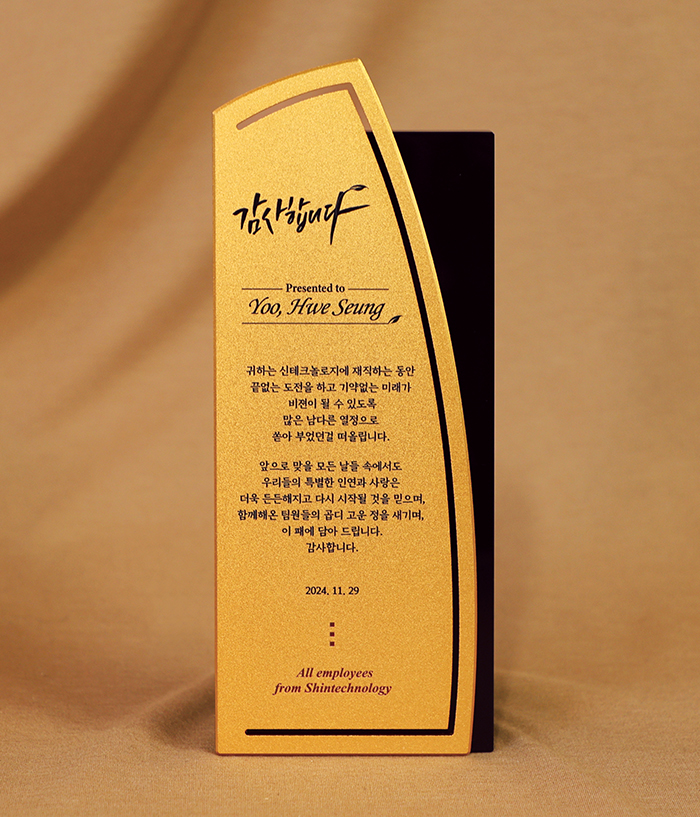 감사합니다
Presented to
Yoo, Hwe Seung
귀하는 신테크놀로지에 재직하는 동안
끝없는 도전을 하고 기약없는 미래가
비젼이 될 수 있도록
많은 남다른 열정으로
쏟아 부었던걸 떠올립니다.
앞으로 맞을 모든 날들 속에서도
우리들의 특별한 인연과 사랑은
더욱 든든해지고 다시 시작될 것을 믿으며,
함께해온 팀원들의 곱디 고운 정을 새기며,
이 패에 담아 드립니다.
감사합니다.
2024. 11. 29
All employees
from Shintechnology